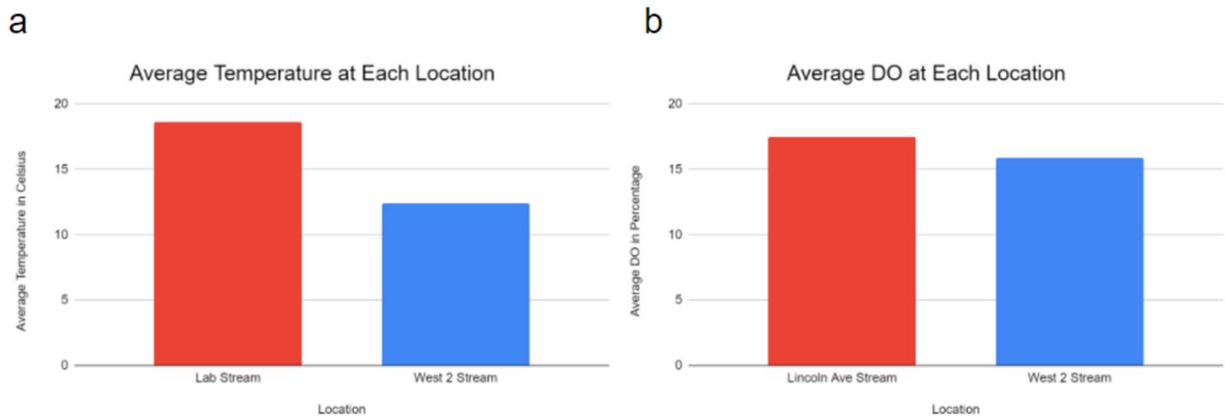 a
Average Temperature at Each Location
Average Temperature in Celsius
20
15
10
5
0
Lab Stream
West 2 Stream
Location
b
Average DO at Each Location
Average DO in Percentage
20
15
10
5
0
Lincoln Ave Stream
West 2 Stream
Location